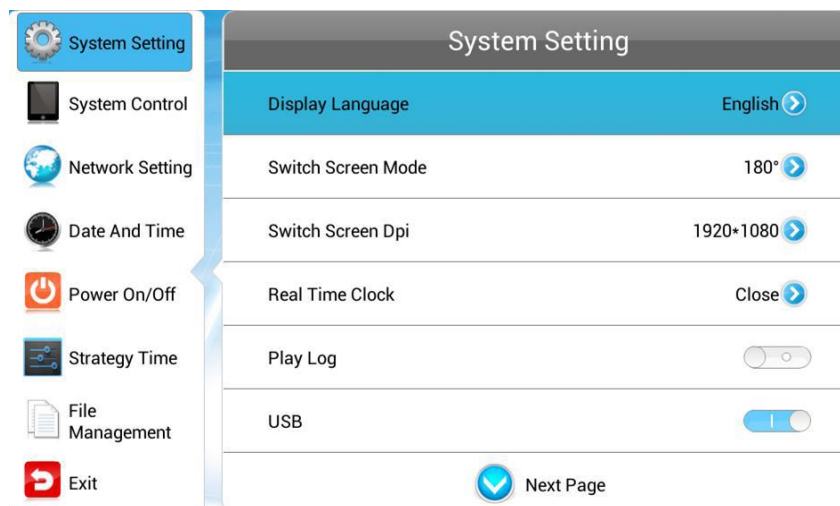 System Setting
System Control
Network Setting
Date And Time
Power On/Off
Strategy Time
File
Management
Exit
System Setting
Display Language English
Switch Screen Mode 180°
Switch Screen Dpi 1920*1080
Real Time Clock Close
Play Log
USB
Next Page